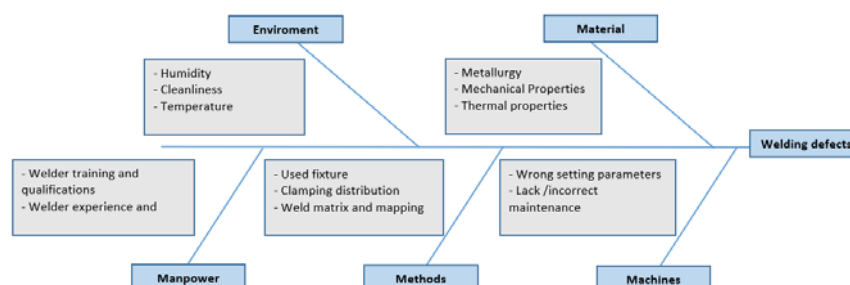 Enviroment
Material
- Humidity
- Cleanliness
- Temperature
- Metallurgy
- Mechanical Properties
- Thermal properties
Welding defects
- Welder training and
qualifications
- Welder experience and
- Used fixture
- Clamping distribution
- Weld matrix and mapping
- Wrong setting parameters
- Lack /incorrect
maintenance
Manpower
Methods
Machines